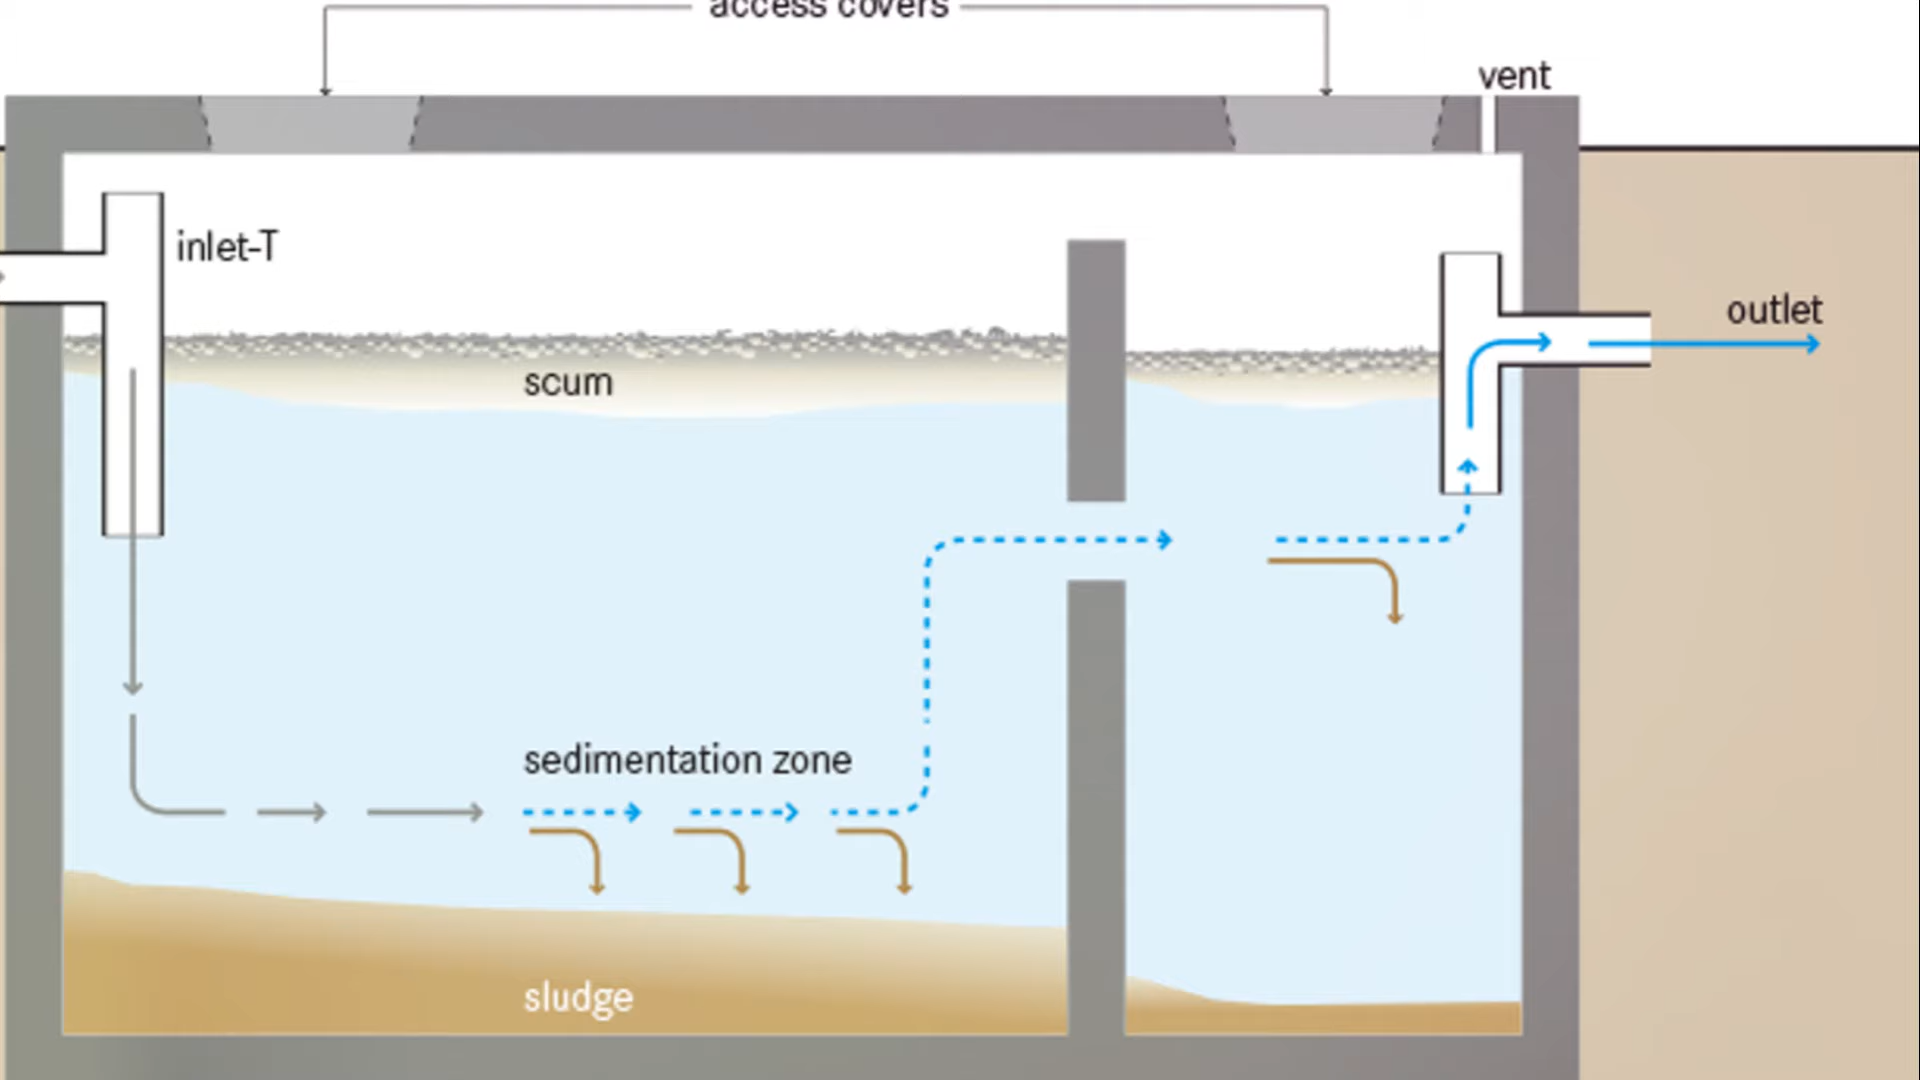 access covers
vent
inlet-T
outlet
scum
sedimentation zone
sludge